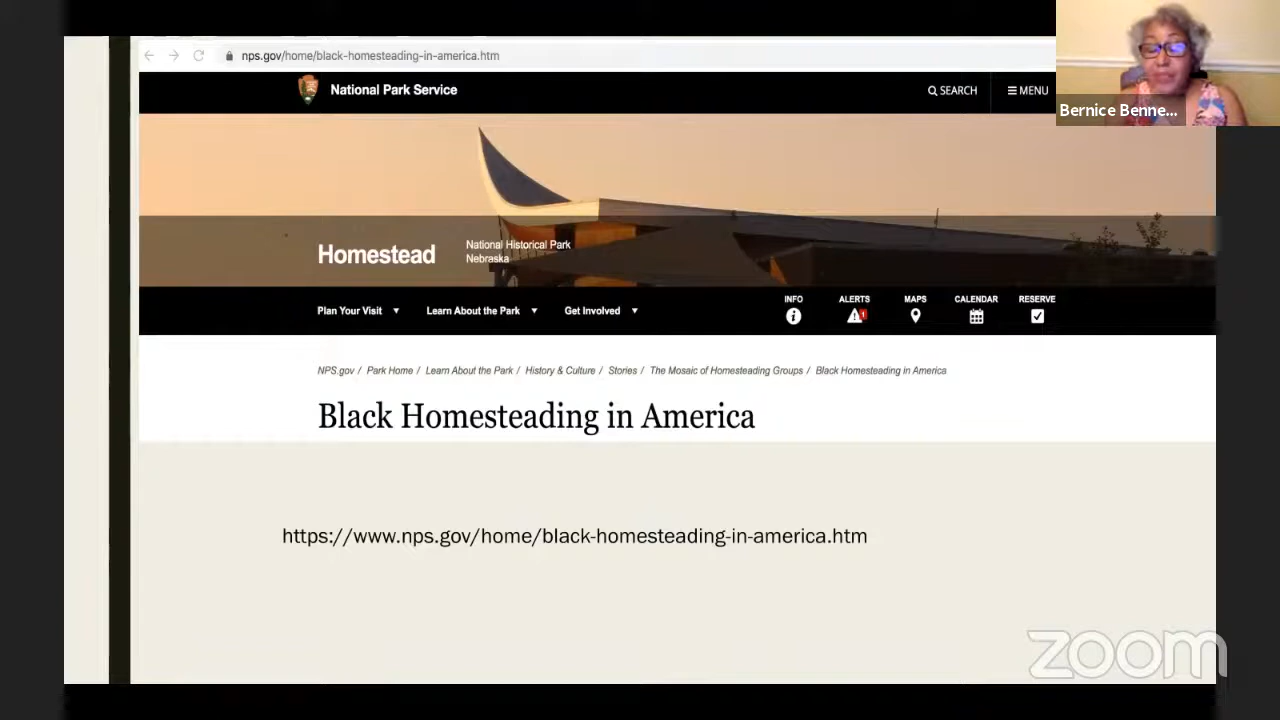 nps.gov/home/black-homesteading-in-america.htm
National Park Service
SEARCH
MENU
Bernice Benne...
Homestead
National Historical Park
Nebraska
Plan Your Visit
Learn About the Park
Get Involved
INFO
ALERTS
1
MAPS
CALENDAR
RESERVE
NPS.gov / Park Home / Learn About the Park / History & Culture / Stories / The Mosaic of Homesteading Groups / Black Homesteading in America
Black Homesteading in America
https://www.nps.gov/home/black-homesteading-in-america.htm
zoom